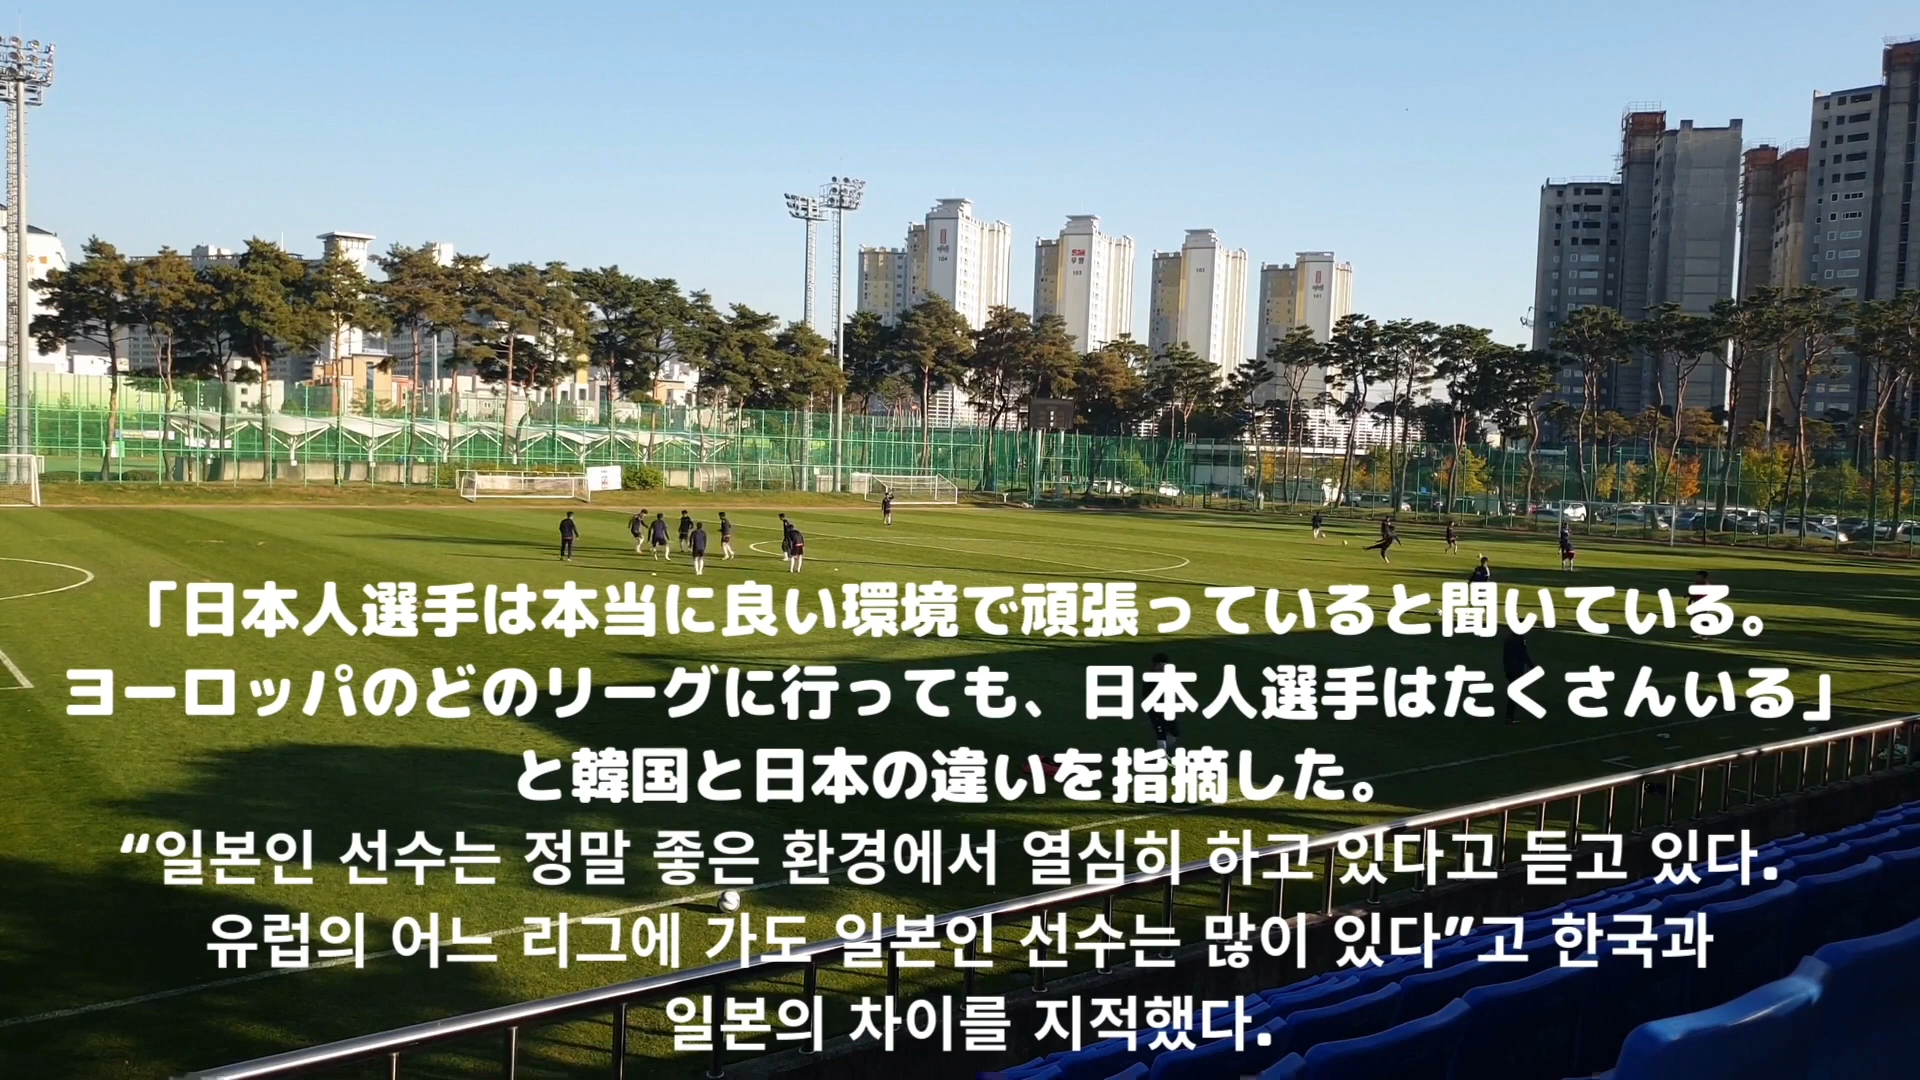 「日本人選手は本当に良い環境で頑張っていると聞いている。
ヨーロッパのどのリーグに行っても、日本人選手はたくさんいる」
と韓国と日本の違いを指摘した。
“일본인 선수는 정말 좋은 환경에서 열심히 하고 있다고 듣고 있다.
유럽의 어느 리그에 가도 일본인 선수는 많이 있다”고 한국과
일본의 차이를 지적했다.
104
103
102
101